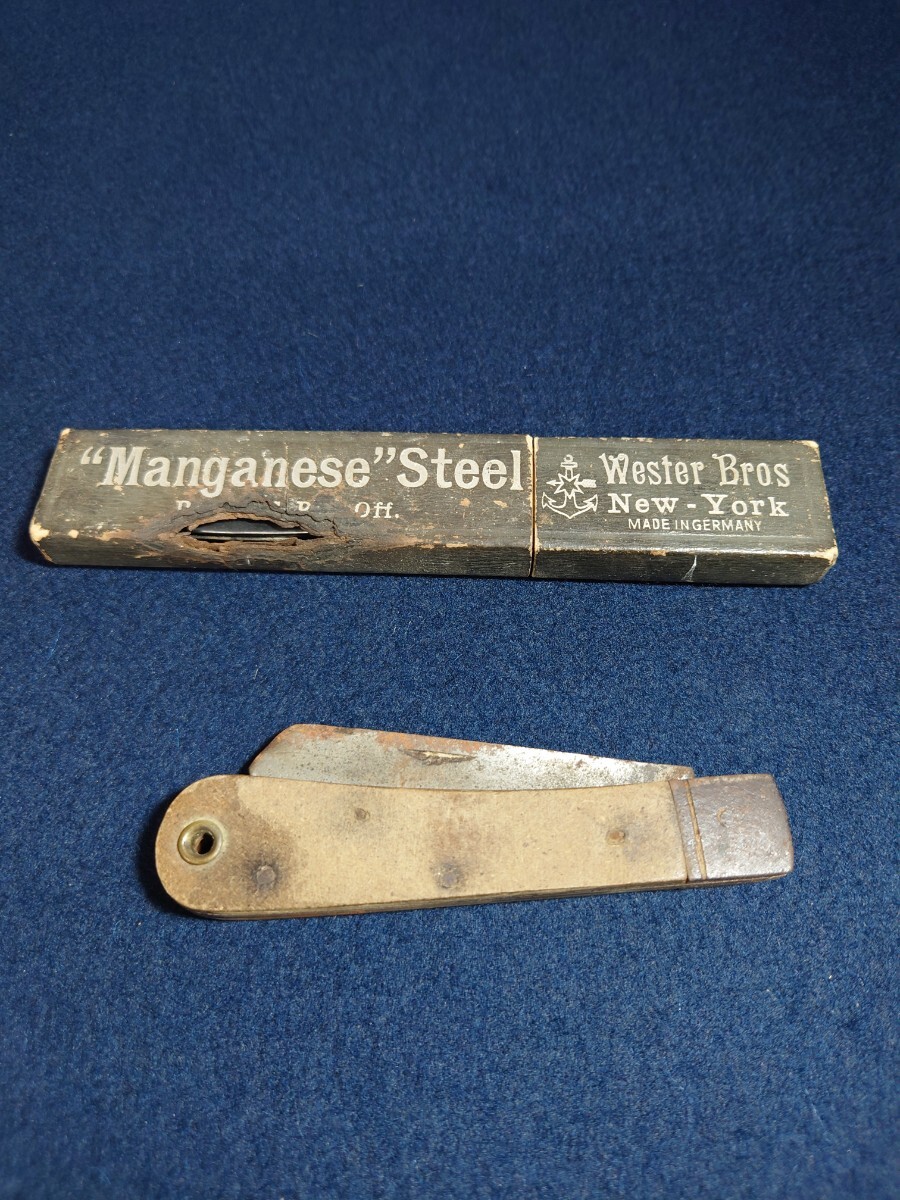 "Manganese" Steel
Off.
Wester Bros
New-York
MADE IN GERMANY